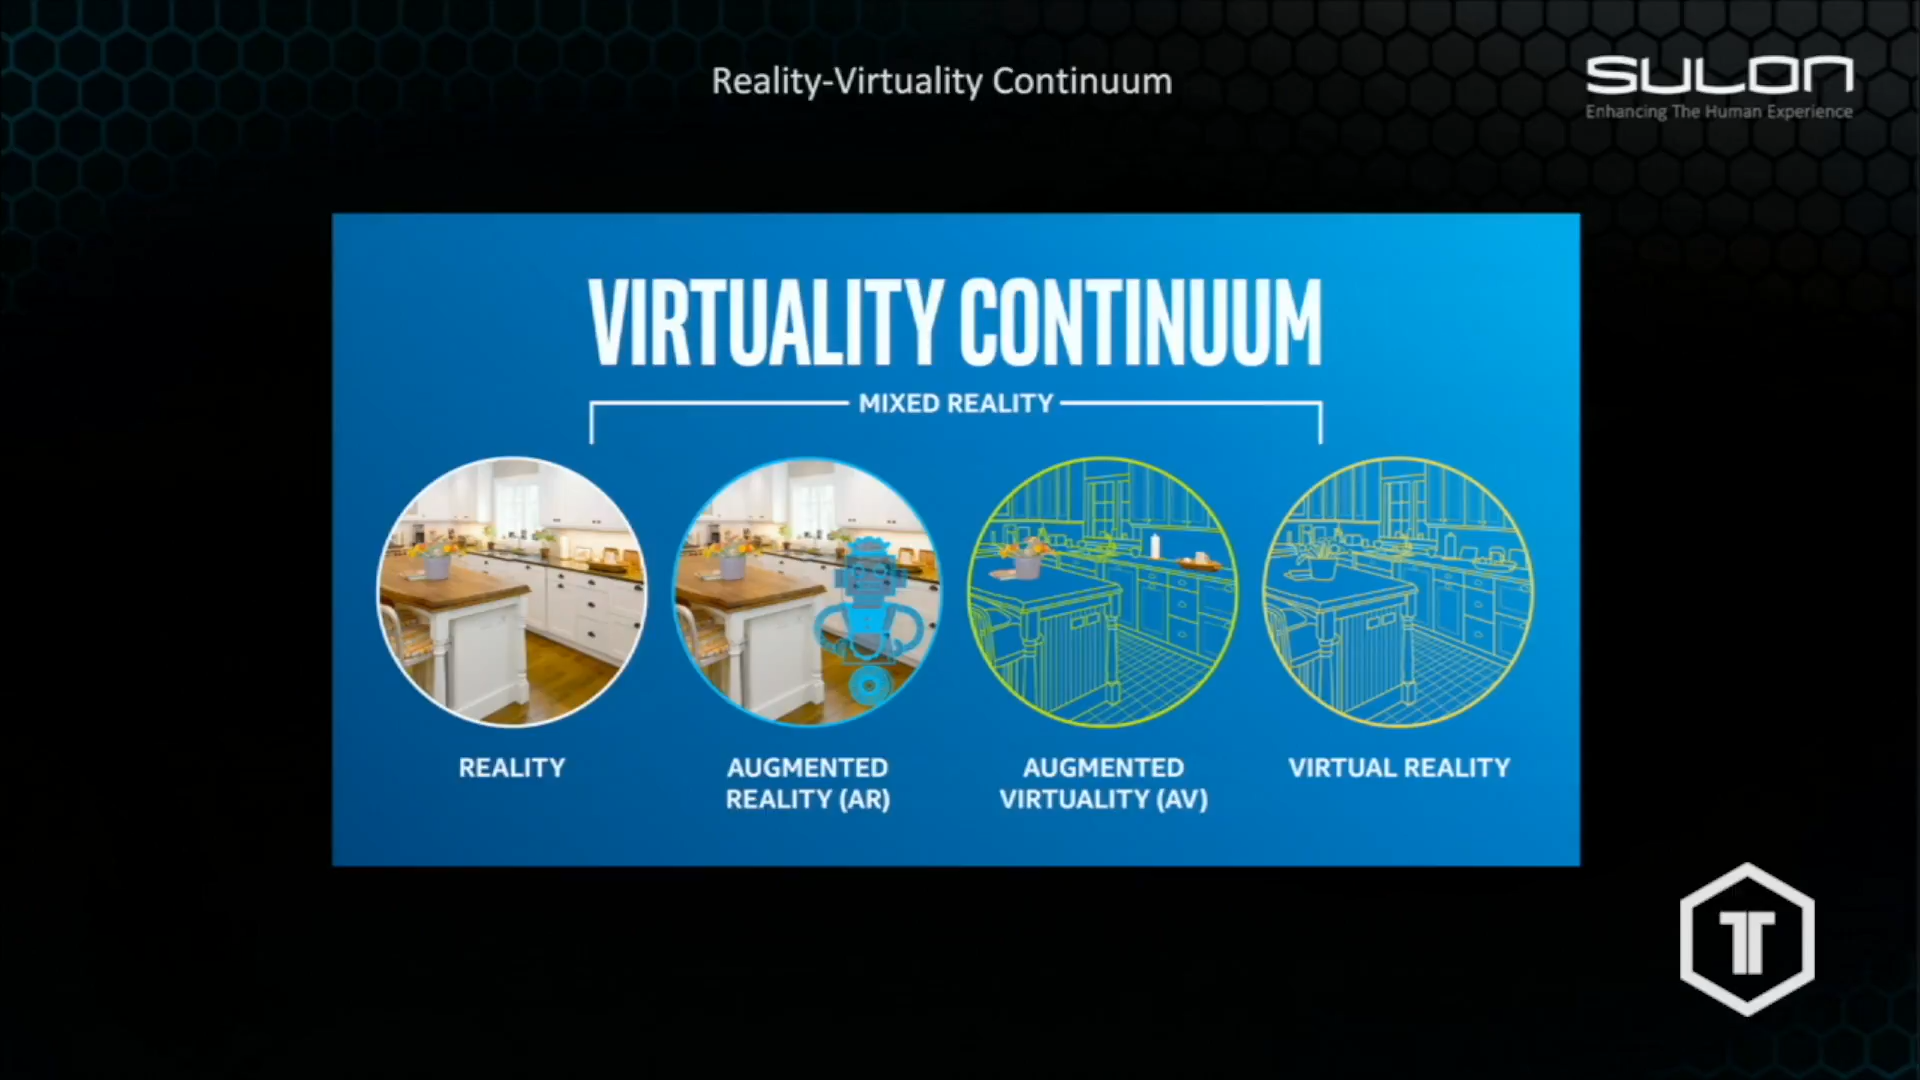 Reality-Virtuality Continuum
SULON
Enhancing The Human Experience
VIRTUALITY CONTINUUM
MIXED REALITY
REALITY
AUGMENTED
REALITY (AR)
AUGMENTED
VIRTUALITY (AV)
VIRTUAL REALITY